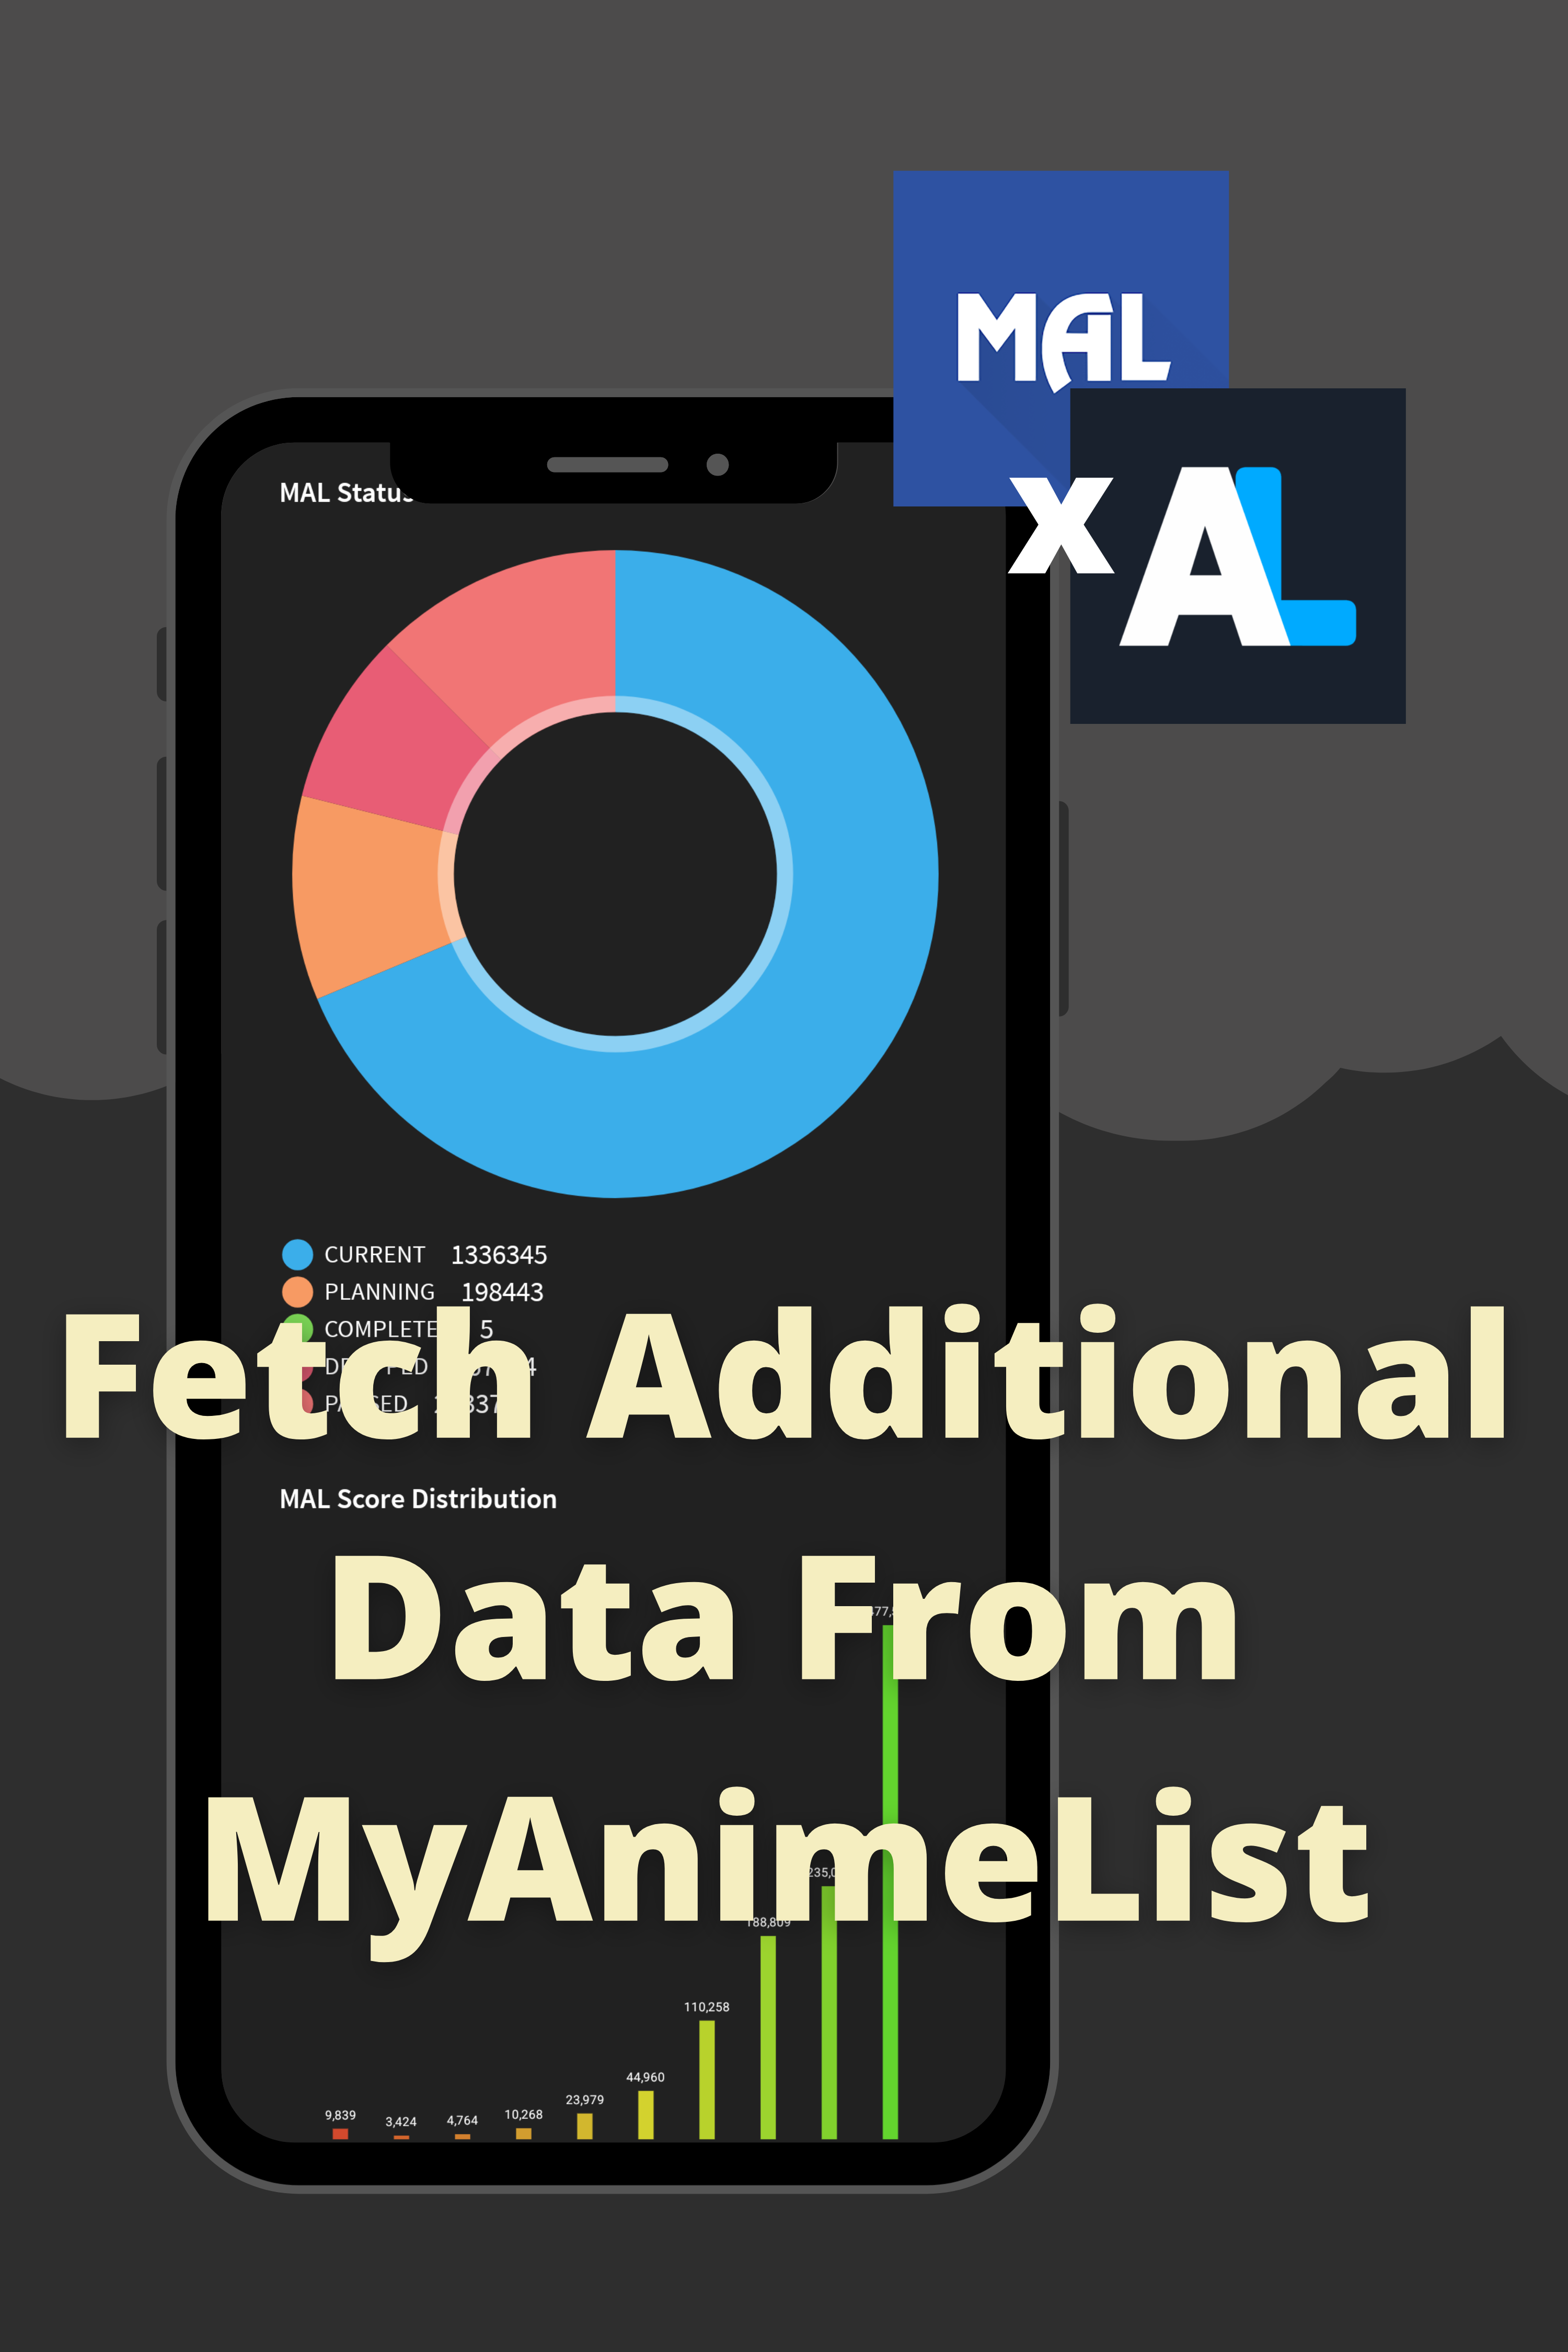 MAL
X
AL
MAL Status
CURRENT 1336345
PLANNING 198443
COMPLETE 5
Fetch Additional
MAL Score Distribution
Data From
MyAnimeList
188,809
110,258
44,960
23,979
9,839
3,424
4,764
10,268